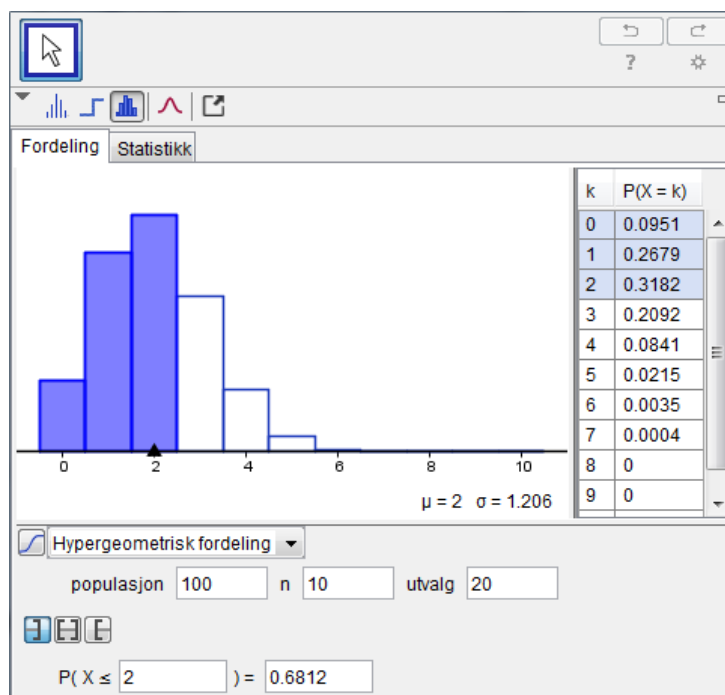 ?
Fordeling Statistikk
k P(X = k)
0 0.0951
1 0.2679
2 0.3182
3 0.2092
4 0.0841
5 0.0215
6 0.0035
7 0.0004
8 0
9 0
0 2 4 6 8 10
μ = 2 σ = 1.206
Hypergeometrisk fordeling
populasjon 100 n 10 utvalg 20
P( X ≤ 2 ) = 0.6812